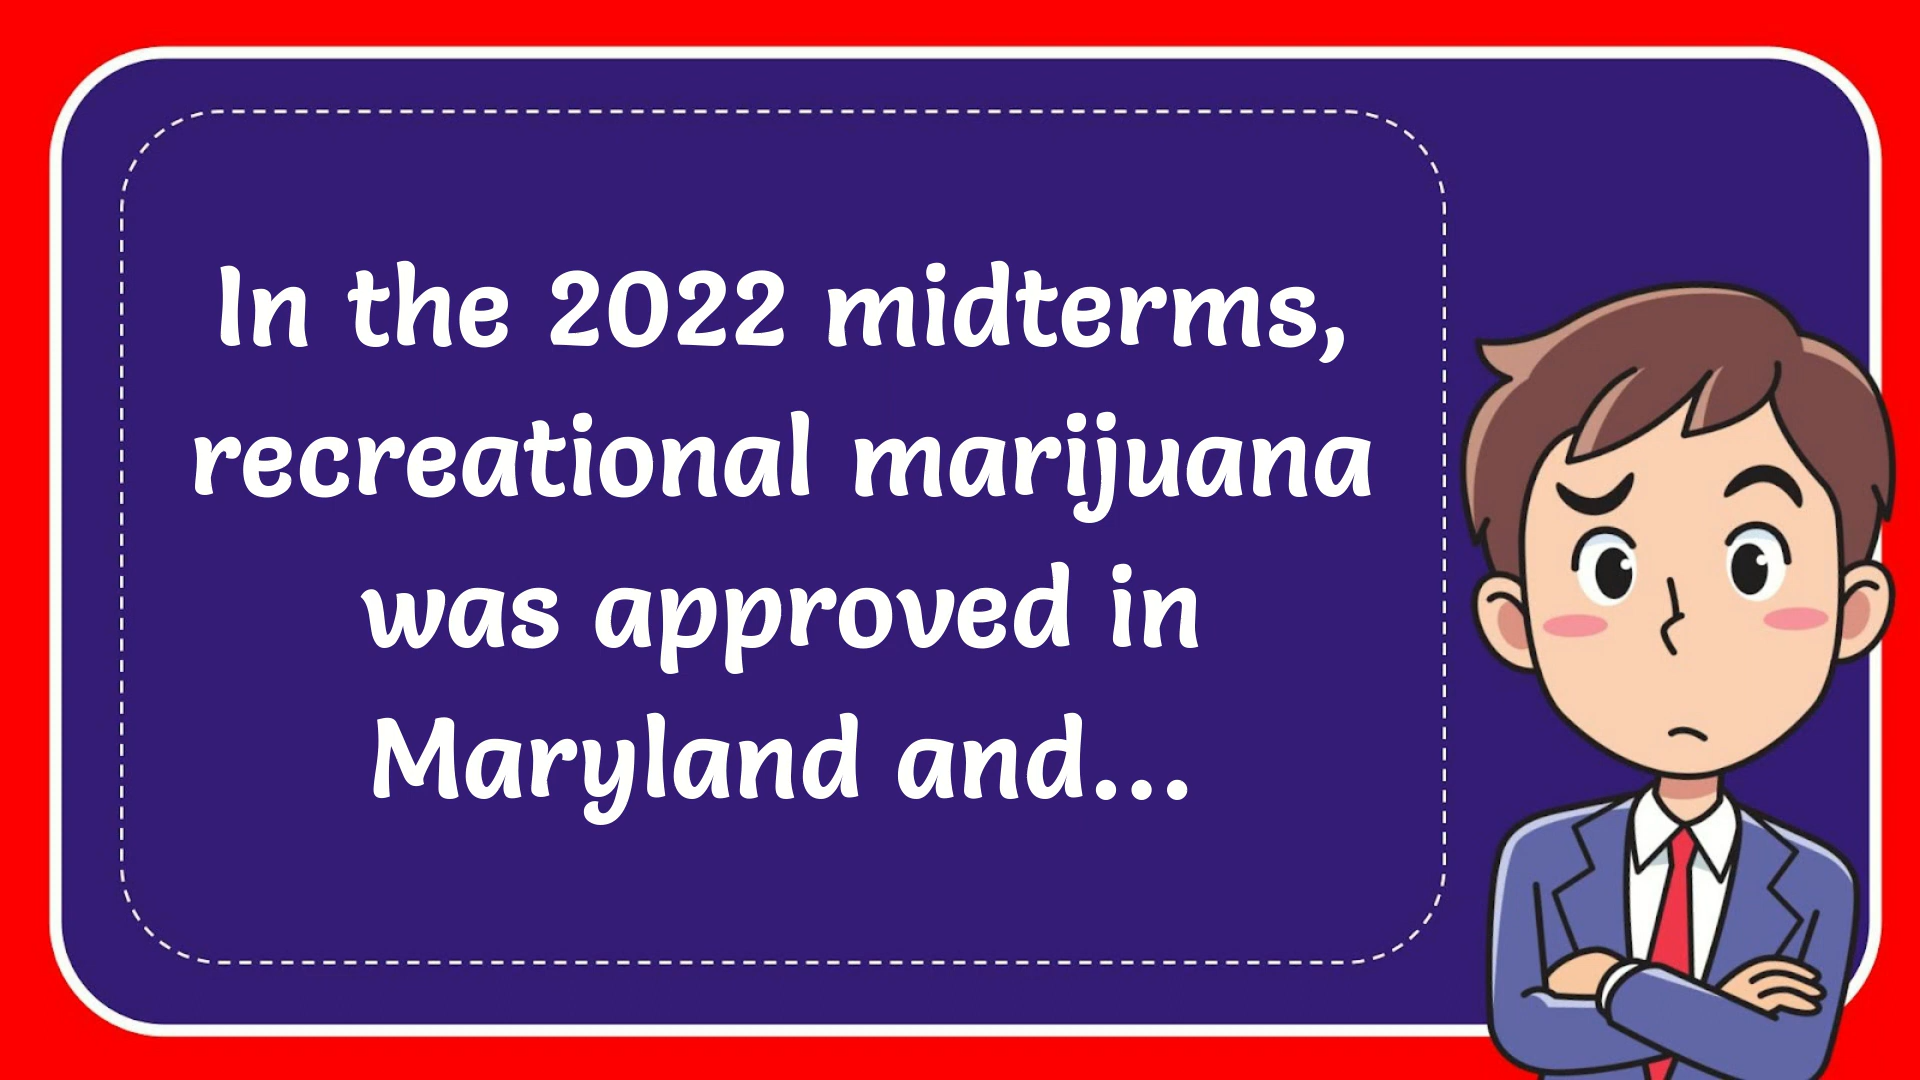 In the 2022 midterms,
recreational marijuana
was approved in
Maryland and...